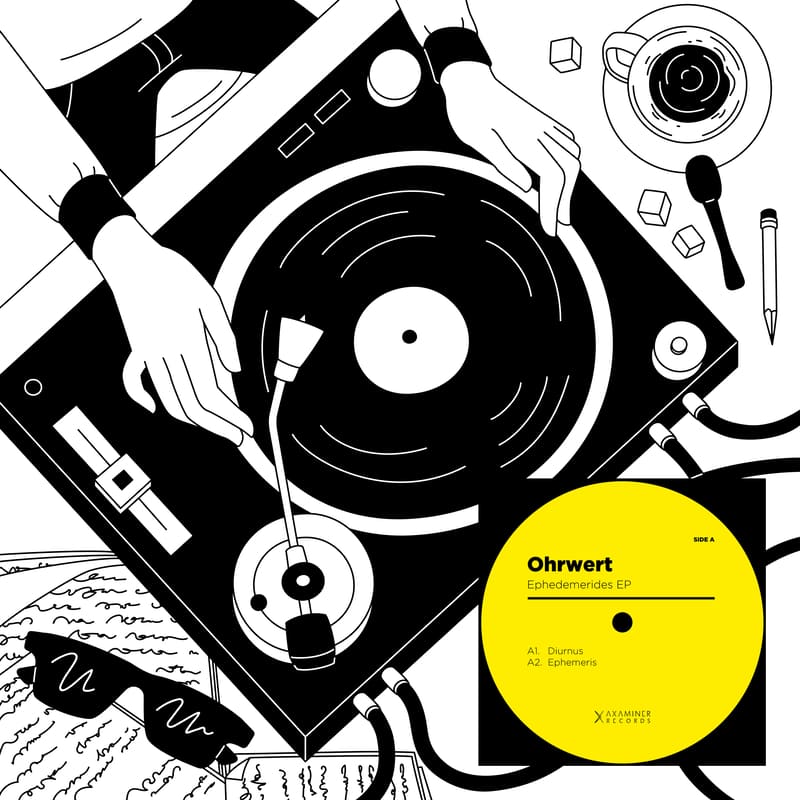 SIDE A
Ohrwert
Ephedemerides EP
A1. Diurnus
A2. Ephemeris
AXAMINER
RECORDS